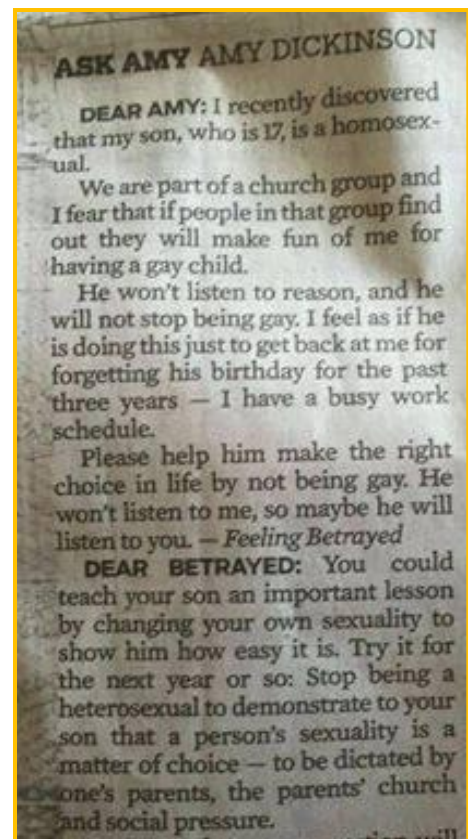 ASK AMY AMY DICKINSON
DEAR AMY: I recently discovered
that my son, who is 17, is a homosex-
ual.
We are part of a church group and
I fear that if people in that group find
out they will make fun of me for
having a gay child.
He won't listen to reason, and he
will not stop being gay. I feel as if he
is doing this just to get back at me for
forgetting his birthday for the past
three years — I have a busy work
schedule.
Please help him make the right
choice in life by not being gay. He
won't listen to me, so maybe he will
listen to you. — Feeling Betrayed
DEAR BETRAYED: You could
teach your son an important lesson
by changing your own sexuality to
show him how easy it is. Try it for
the next year or so: Stop being a
heterosexual to demonstrate to your
son that a person's sexuality is a
matter of choice — to be dictated by
one's parents, the parents' church
and social pressure.
will